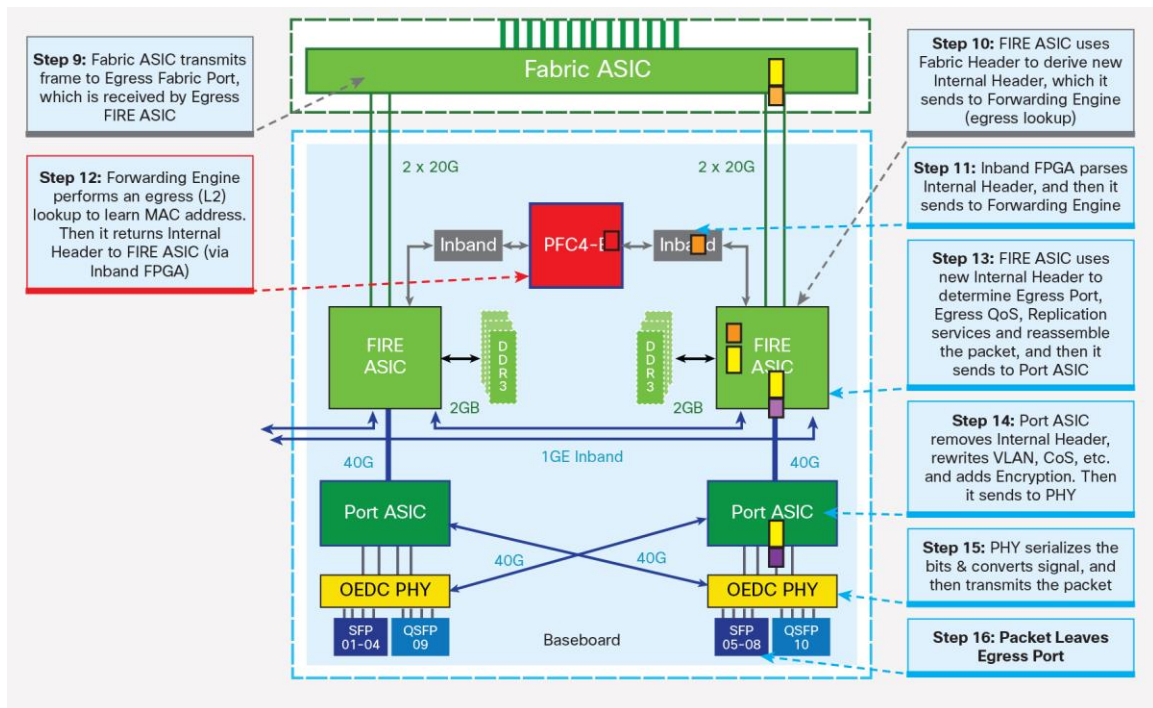 Step 9: Fabric ASIC transmits
frame to Egress Fabric Port,
which is received by Egress
FIRE ASIC
Step 12: Forwarding Engine
performs an egress (L2)
lookup to learn MAC address.
Then it returns Internal
Header to FIRE ASIC (via
Inband FPGA)
Fabric ASIC
2 x 20G
2 x 20G
Inband
PFC4-E
Inband
FIRE
ASIC
DDR3
2GB
DDR3
2GB
FIRE
ASIC
1GE Inband
40G
40G
Port ASIC
Port ASIC
40G
40G
OEDC PHY
OEDC PHY
SFP
01-04
QSFP
09
Baseboard
SFP
05-08
QSFP
10
Step 10: FIRE ASIC uses
Fabric Header to derive new
Internal Header, which it
sends to Forwarding Engine
(egress lookup)
Step 11: Inband FPGA parses
Internal Header, and then it
sends to Forwarding Engine
Step 13: FIRE ASIC uses
new Internal Header to
determine Egress Port,
Egress QoS, Replication
services and reassemble
the packet, and then it
sends to Port ASIC
Step 14: Port ASIC
removes Internal Header,
rewrites VLAN, CoS, etc.
and adds Encryption. Then
it sends to PHY
Step 15: PHY serializes the
bits & converts signal, and
then transmits the packet
Step 16: Packet Leaves
Egress Port